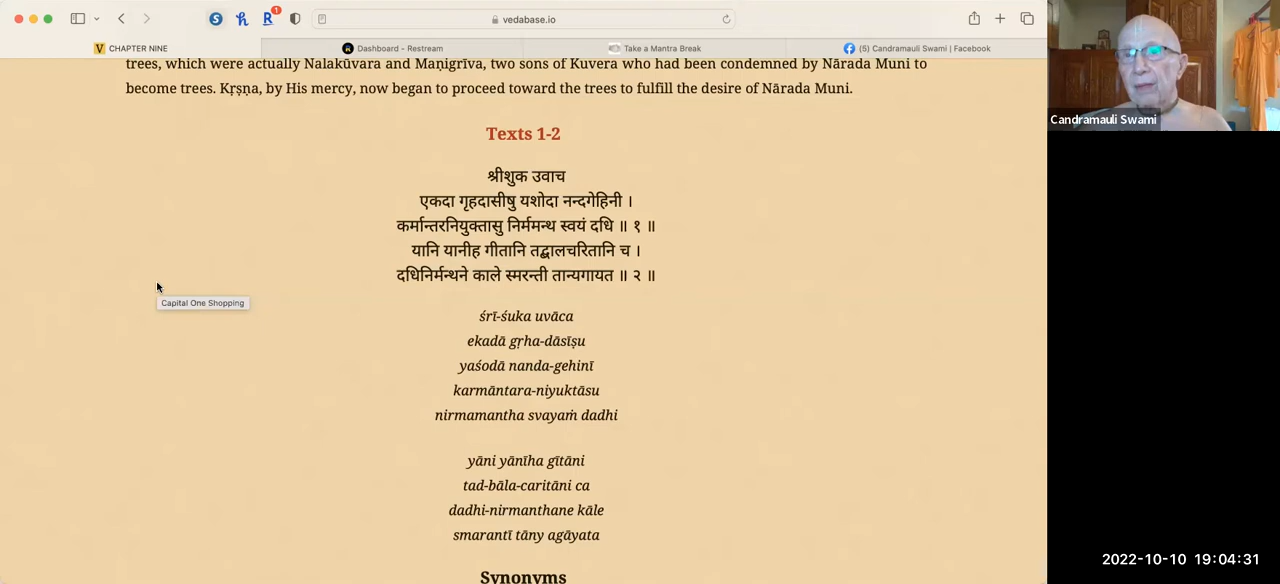 1
vedabase.io
CHAPTER NINE
Dashboard - Restream
Take a Mantra Break
(5) Candramauli Swami | Facebook
trees, which were actually Nalakūvara and Maṇigrīva, two sons of Kuvera who had been condemned by Nārada Muni to
become trees. Kṛṣṇa, by His mercy, now began to proceed toward the trees to fulfill the desire of Nārada Muni.
Candramauli Swami
Texts 1-2
श्रीशुक उवाच
एकदा गृहदासीषु यशोदा नन्दगेहिनी ।
कर्मान्तरनियुक्तासु निर्ममन्थ स्वयं दधि ॥ १ ॥
यानि यानीह गीतानि तद्बालचरितानि च ।
दधिनिर्मन्थने काले स्मरन्ती तान्यगायत ॥ २ ॥
Capital One Shopping
śrī-śuka uvāca
ekadā gṛha-dāsīṣu
yaśodā nanda-gehinī
karmāntara-niyuktāsu
nirmamantha svayaṁ dadhi
yāni yānīha gītāni
tad-bāla-caritāni ca
dadhi-nirmanthane kāle
smarantī tāny agāyata
Synonyms
2022-10-10 19:04:31